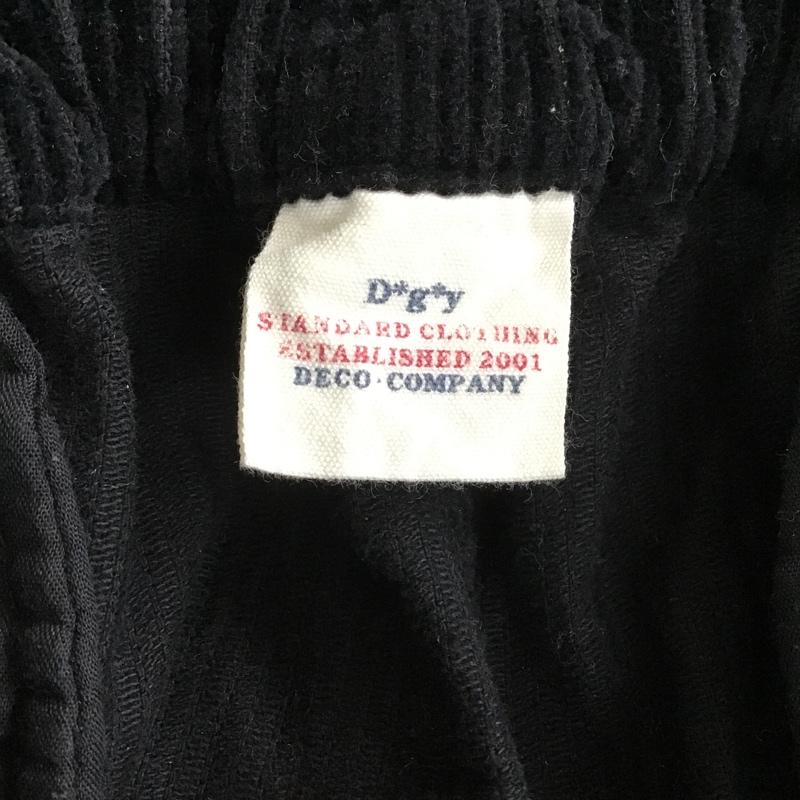 D*g*y
STANDARD CLOTHING
ESTABLISHED 2001
DECO·COMPANY